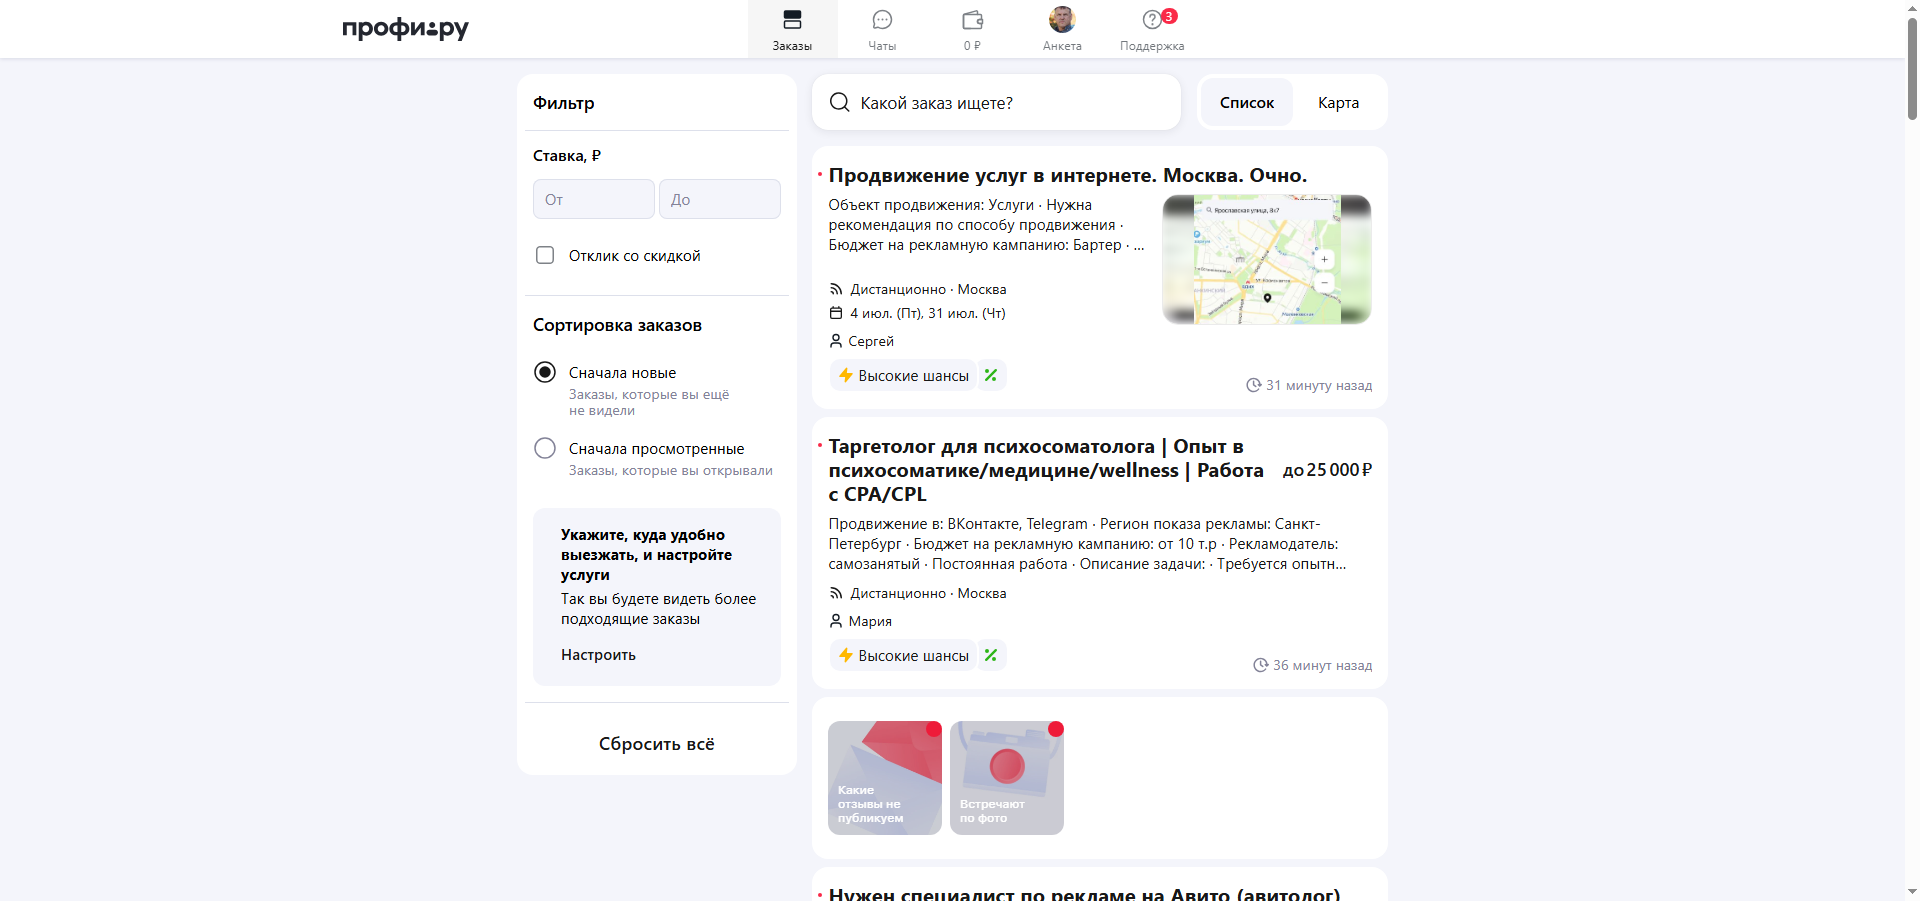 профи.ру
Заказы
Чаты
0 ₽
Анкета
3
Поддержка
Фильтр
Ставка, ₽
От
До
Отклик со скидкой
Сортировка заказов
Сначала новые
Заказы, которые вы ещё
не видели
Сначала просмотренные
Заказы, которые вы открывали
Укажите, куда удобно
выезжать, и настройте
услуги
Так вы будете видеть более
подходящие заказы
Настроить
Сбросить всё
Какой заказ ищете?
Список
Карта
Продвижение услуг в интернете. Москва. Очно.
Объект продвижения: Услуги · Нужна
рекомендация по способу продвижения ·
Бюджет на рекламную кампанию: Бартер · ...
Ярославская улица, 8к7
Дистанционно · Москва
4 июл. (Пт), 31 июл. (Чт)
Сергей
Высокие шансы
31 минуту назад
Таргетолог для психосоматолога | Опыт в
психосоматике/медицине/wellness | Работа
с CPA/CPL
до 25 000 ₽
Продвижение в: ВКонтакте, Telegram · Регион показа рекламы: Санкт-
Петербург · Бюджет на рекламную кампанию: от 10 т.р · Рекламодатель:
самозанятый · Постоянная работа · Описание задачи: · Требуется опытн...
Дистанционно · Москва
Мария
Высокие шансы
36 минут назад
Какие
отзывы не
публикуем
Встречают
по фото
Нужен специалист по рекламе на Авито (авитолог)